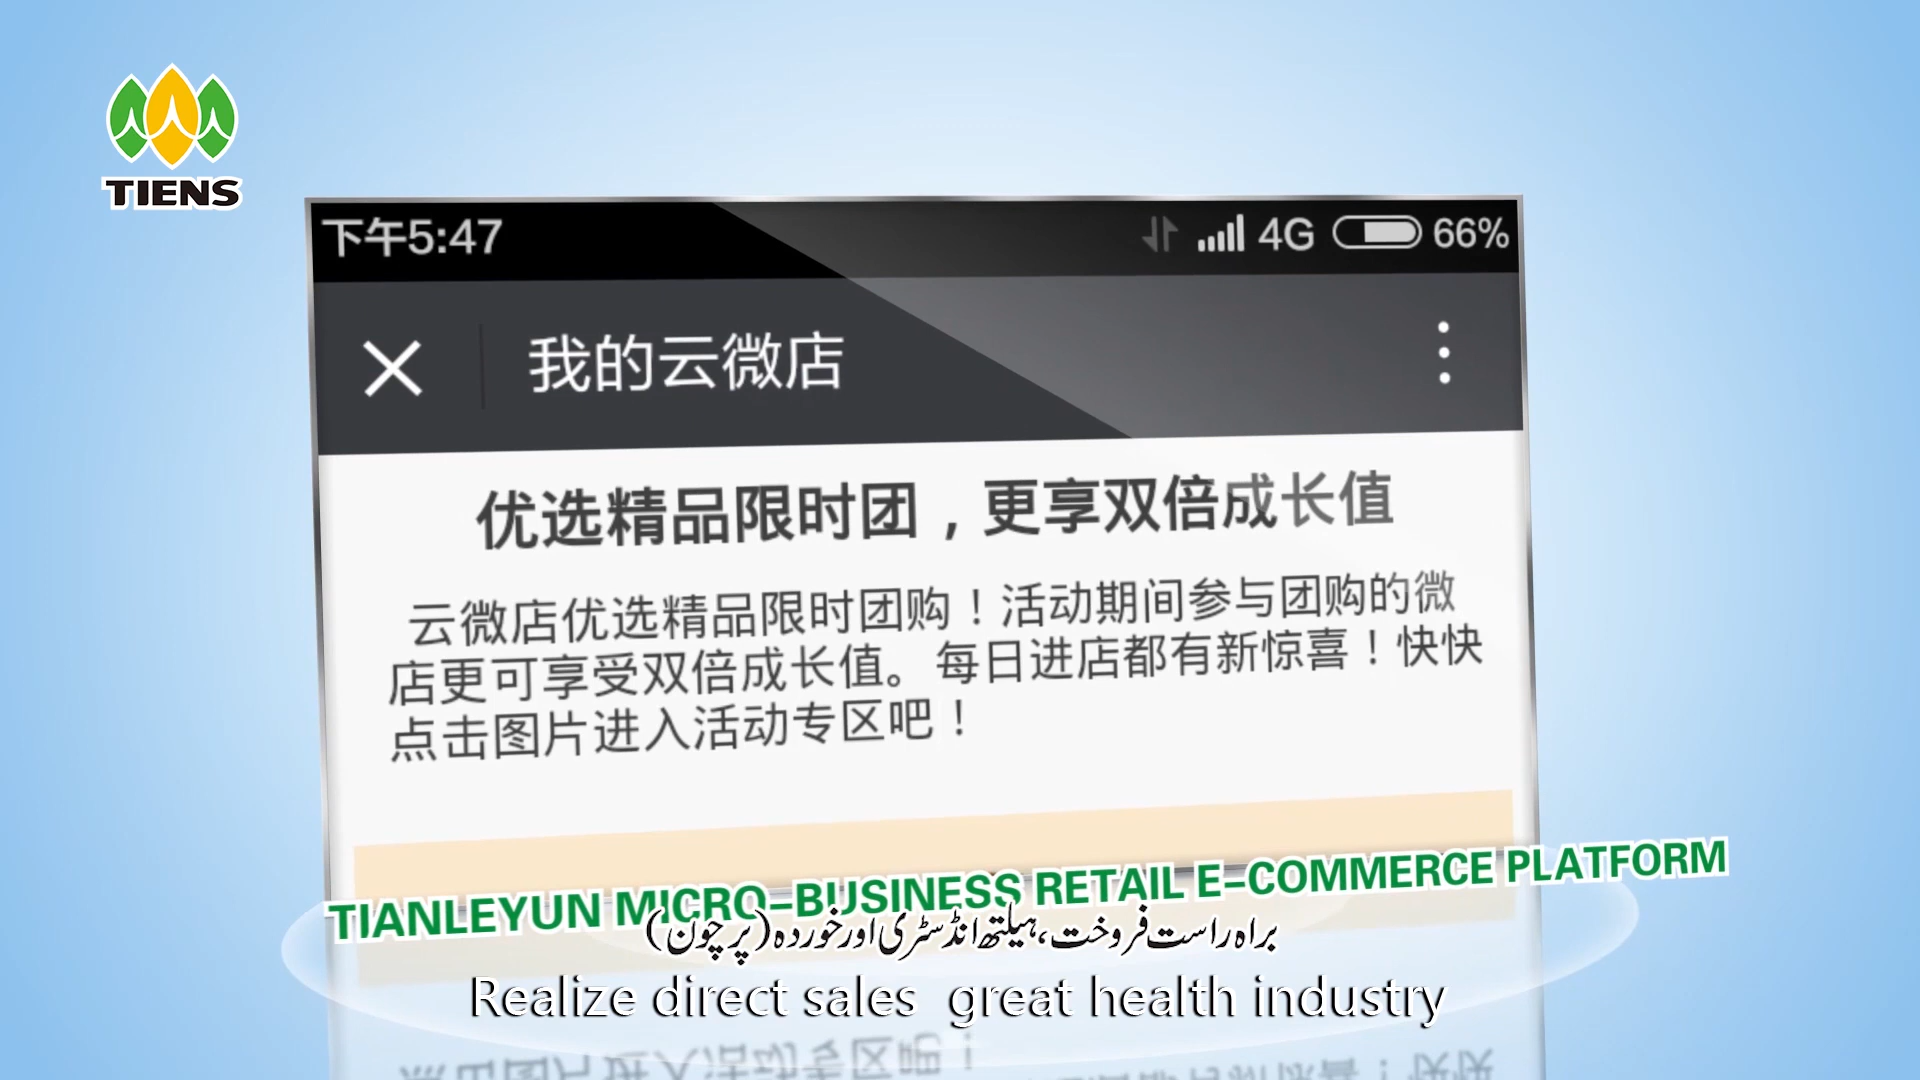 TIENS
下午5:47 4G 66%
我的云微店
优选精品限时团，更享双倍成长值
云微店优选精品限时团购！活动期间参与团购的微
店更可享受双倍成长值。每日进店都有新惊喜！快快
点击图片进入活动专区吧！
TIANLEYUN MICRO-BUSINESS RETAIL E-COMMERCE PLATFORM
براہ راست فروخت، ہیلتھ انڈسٹری اور خوردہ (پرچون)
Realize direct sales great health industry